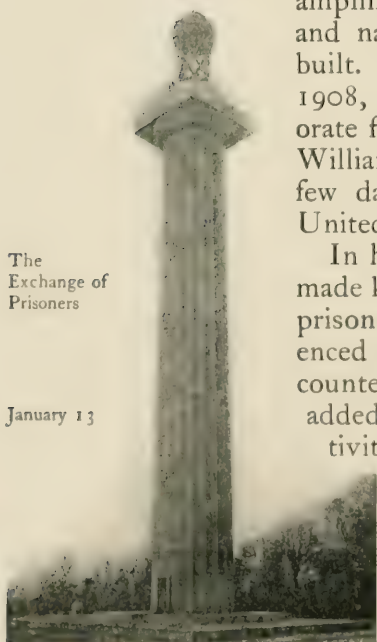 and na
built.
1908,
orate f
Willia
few da
United
In h
made
prison
enced
counte
added
tivit
The
Exchange of
Prisoners
January 13